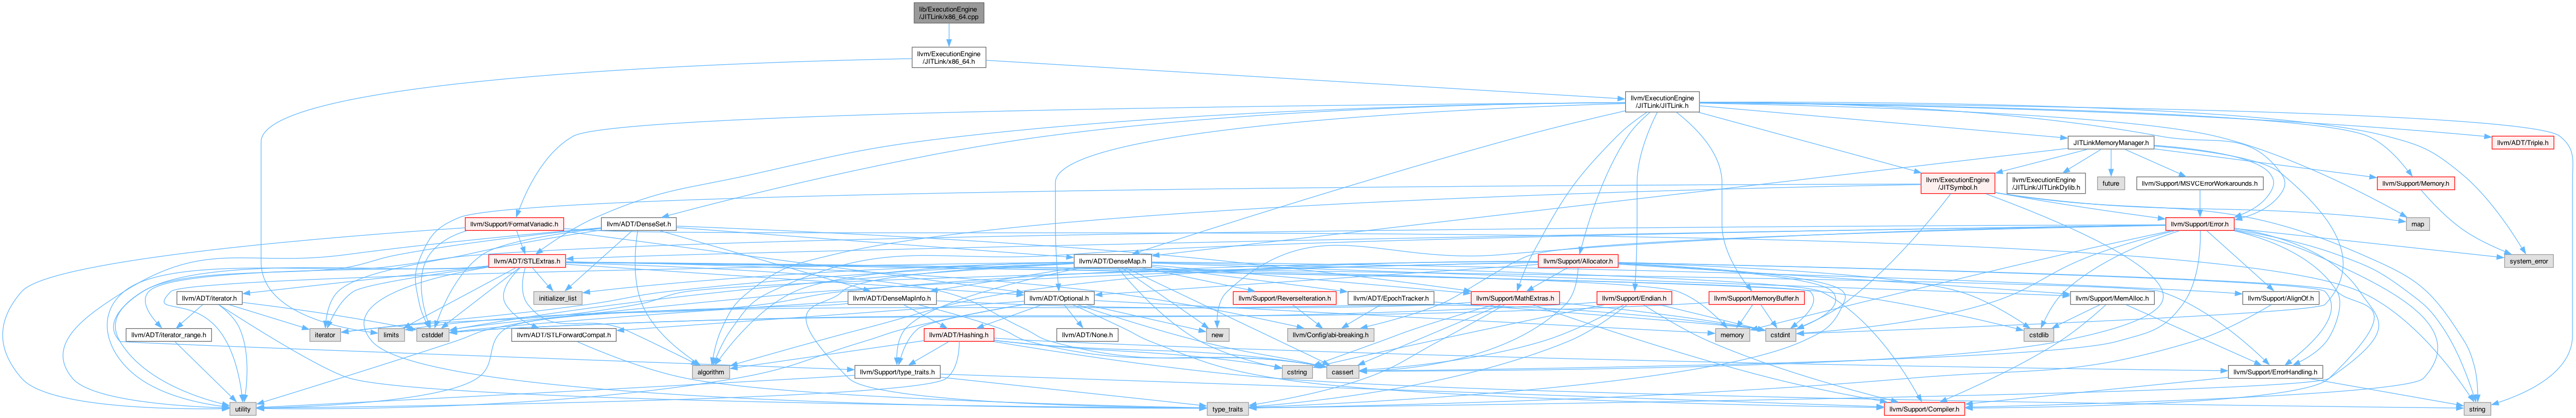 lib/ExecutionEngine
/JITLink/x86_64.cpp
llvm/ExecutionEngine
/JITLink/x86_64.h
llvm/ExecutionEngine
/JITLink/JITLink.h
JITLinkMemoryManager.h
llvm/ADT/Triple.h
llvm/ExecutionEngine
/JITSymbol.h
llvm/ExecutionEngine
/JITLink/JITLinkDylib.h
future
llvm/Support/MSVCErrorWorkarounds.h
llvm/Support/Memory.h
llvm/Support/FormatVariadic.h
llvm/ADT/DenseSet.h
llvm/Support/Error.h
map
llvm/ADT/STLExtras.h
llvm/ADT/DenseMap.h
llvm/Support/Allocator.h
system_error
llvm/ADT/iterator.h
initializer_list
llvm/ADT/DenseMapInfo.h
llvm/ADT/Optional.h
llvm/Support/ReverseIteration.h
llvm/ADT/EpochTracker.h
llvm/Support/MathExtras.h
llvm/Support/Endian.h
llvm/Support/MemoryBuffer.h
llvm/Support/MemAlloc.h
llvm/Support/AlignOf.h
llvm/ADT/iterator_range.h
iterator
limits
cstddef
llvm/ADT/STLForwardCompat.h
llvm/ADT/Hashing.h
llvm/ADT/None.h
new
llvm/Config/abi-breaking.h
memory
cstdint
cstdlib
algorithm
llvm/Support/type_traits.h
cstring
cassert
llvm/Support/ErrorHandling.h
utility
type_traits
llvm/Support/Compiler.h
string